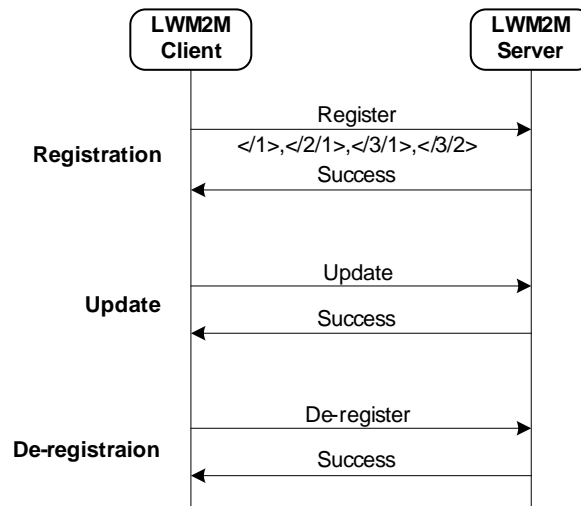 LWM2M
Client
LWM2M
Server
Register
</1>,</2/1>,</3/1>,</3/2>
Registration
Success
Update
Update
Success
De-register
De-registraion
Success